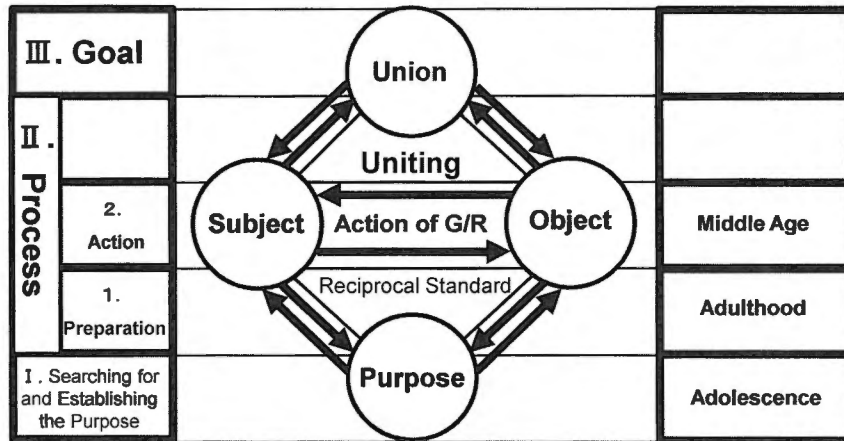 Ⅲ. Goal
Union
Ⅱ. Process
Uniting
2.
Action
Subject
Action of G/R
Object
Middle Age
1.
Preparation
Reciprocal Standard
Adulthood
Ⅰ. Searching for
and Establishing
the Purpose
Purpose
Adolescence